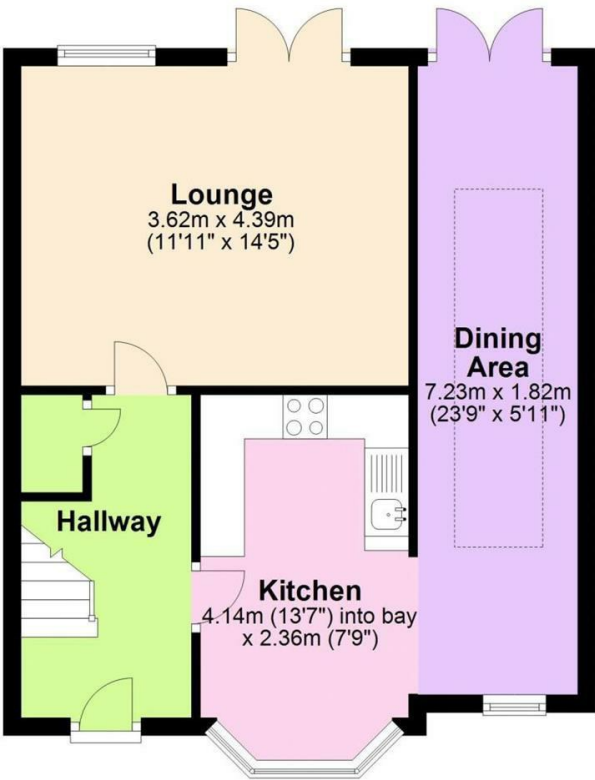 Lounge
3.62m x 4.39m
(11'11" x 14'5")
Dining
Area
7.23m x 1.82m
(23'9" x 5'11")
Hallway
Kitchen
4.14m (13'7") into bay
x 2.36m (7'9")